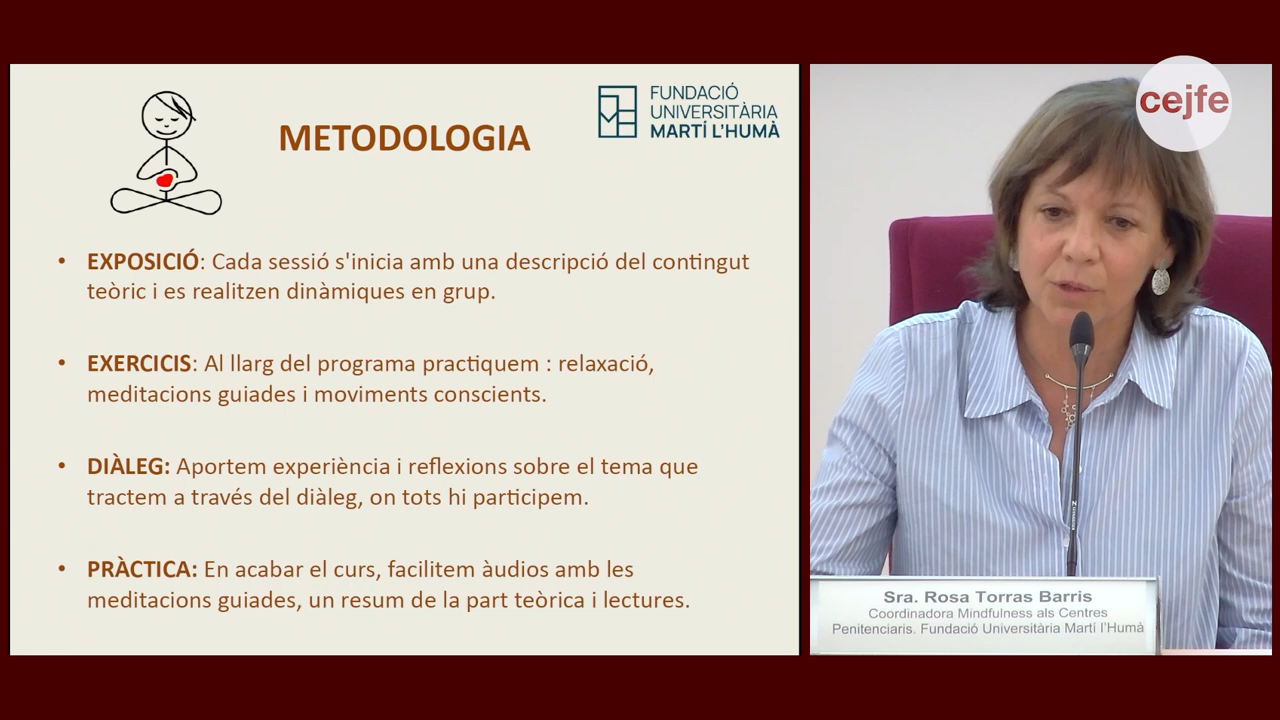 METODOLOGIA
FUNDACIÓ
UNIVERSITÀRIA
MARTÍ L'HUMÀ
• EXPOSICIÓ: Cada sessió s'inicia amb una descripció del contingut
teòric i es realitzen dinàmiques en grup.
• EXERCICIS: Al llarg del programa practiquem : relaxació,
meditacions guiades i moviments conscients.
• DIÀLEG: Aportem experiència i reflexions sobre el tema que
tractem a través del diàleg, on tots hi participem.
• PRÀCTICA: En acabar el curs, facilitem àudios amb les
meditacions guiades, un resum de la part teòrica i lectures.
cejfe
Sra. Rosa Torras Barris
Coordinadora Mindfulness als Centres
Penitenciaris. Fundació Universitària Martí l'Humà